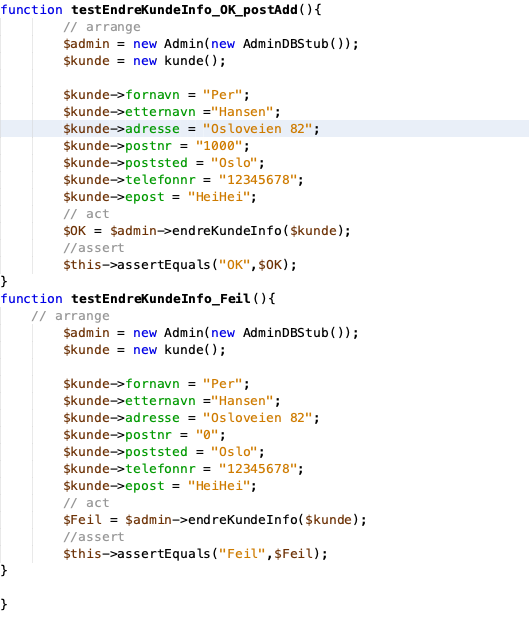 function testEndreKundeInfo_OK_postAdd(){
// arrange
$admin = new Admin(new AdminDBStub());
$kunde = new kunde();
$kunde->fornavn = "Per";
$kunde->etternavn ="Hansen";
$kunde->adresse = "Osloveien 82";
$kunde->postnr = "1000";
$kunde->poststed = "Oslo";
$kunde->telefonnr = "12345678";
$kunde->epost = "HeiHei";
// act
$OK = $admin->endreKundeInfo($kunde);
//assert
$this->assertEquals("OK",$OK);
}
function testEndreKundeInfo_Feil(){
// arrange
$admin = new Admin(new AdminDBStub());
$kunde = new kunde();
$kunde->fornavn = "Per";
$kunde->etternavn ="Hansen";
$kunde->adresse = "Osloveien 82";
$kunde->postnr = "0";
$kunde->poststed = "Oslo";
$kunde->telefonnr = "12345678";
$kunde->epost = "HeiHei";
// act
$Feil = $admin->endreKundeInfo($kunde);
//assert
$this->assertEquals("Feil",$Feil);
}
}